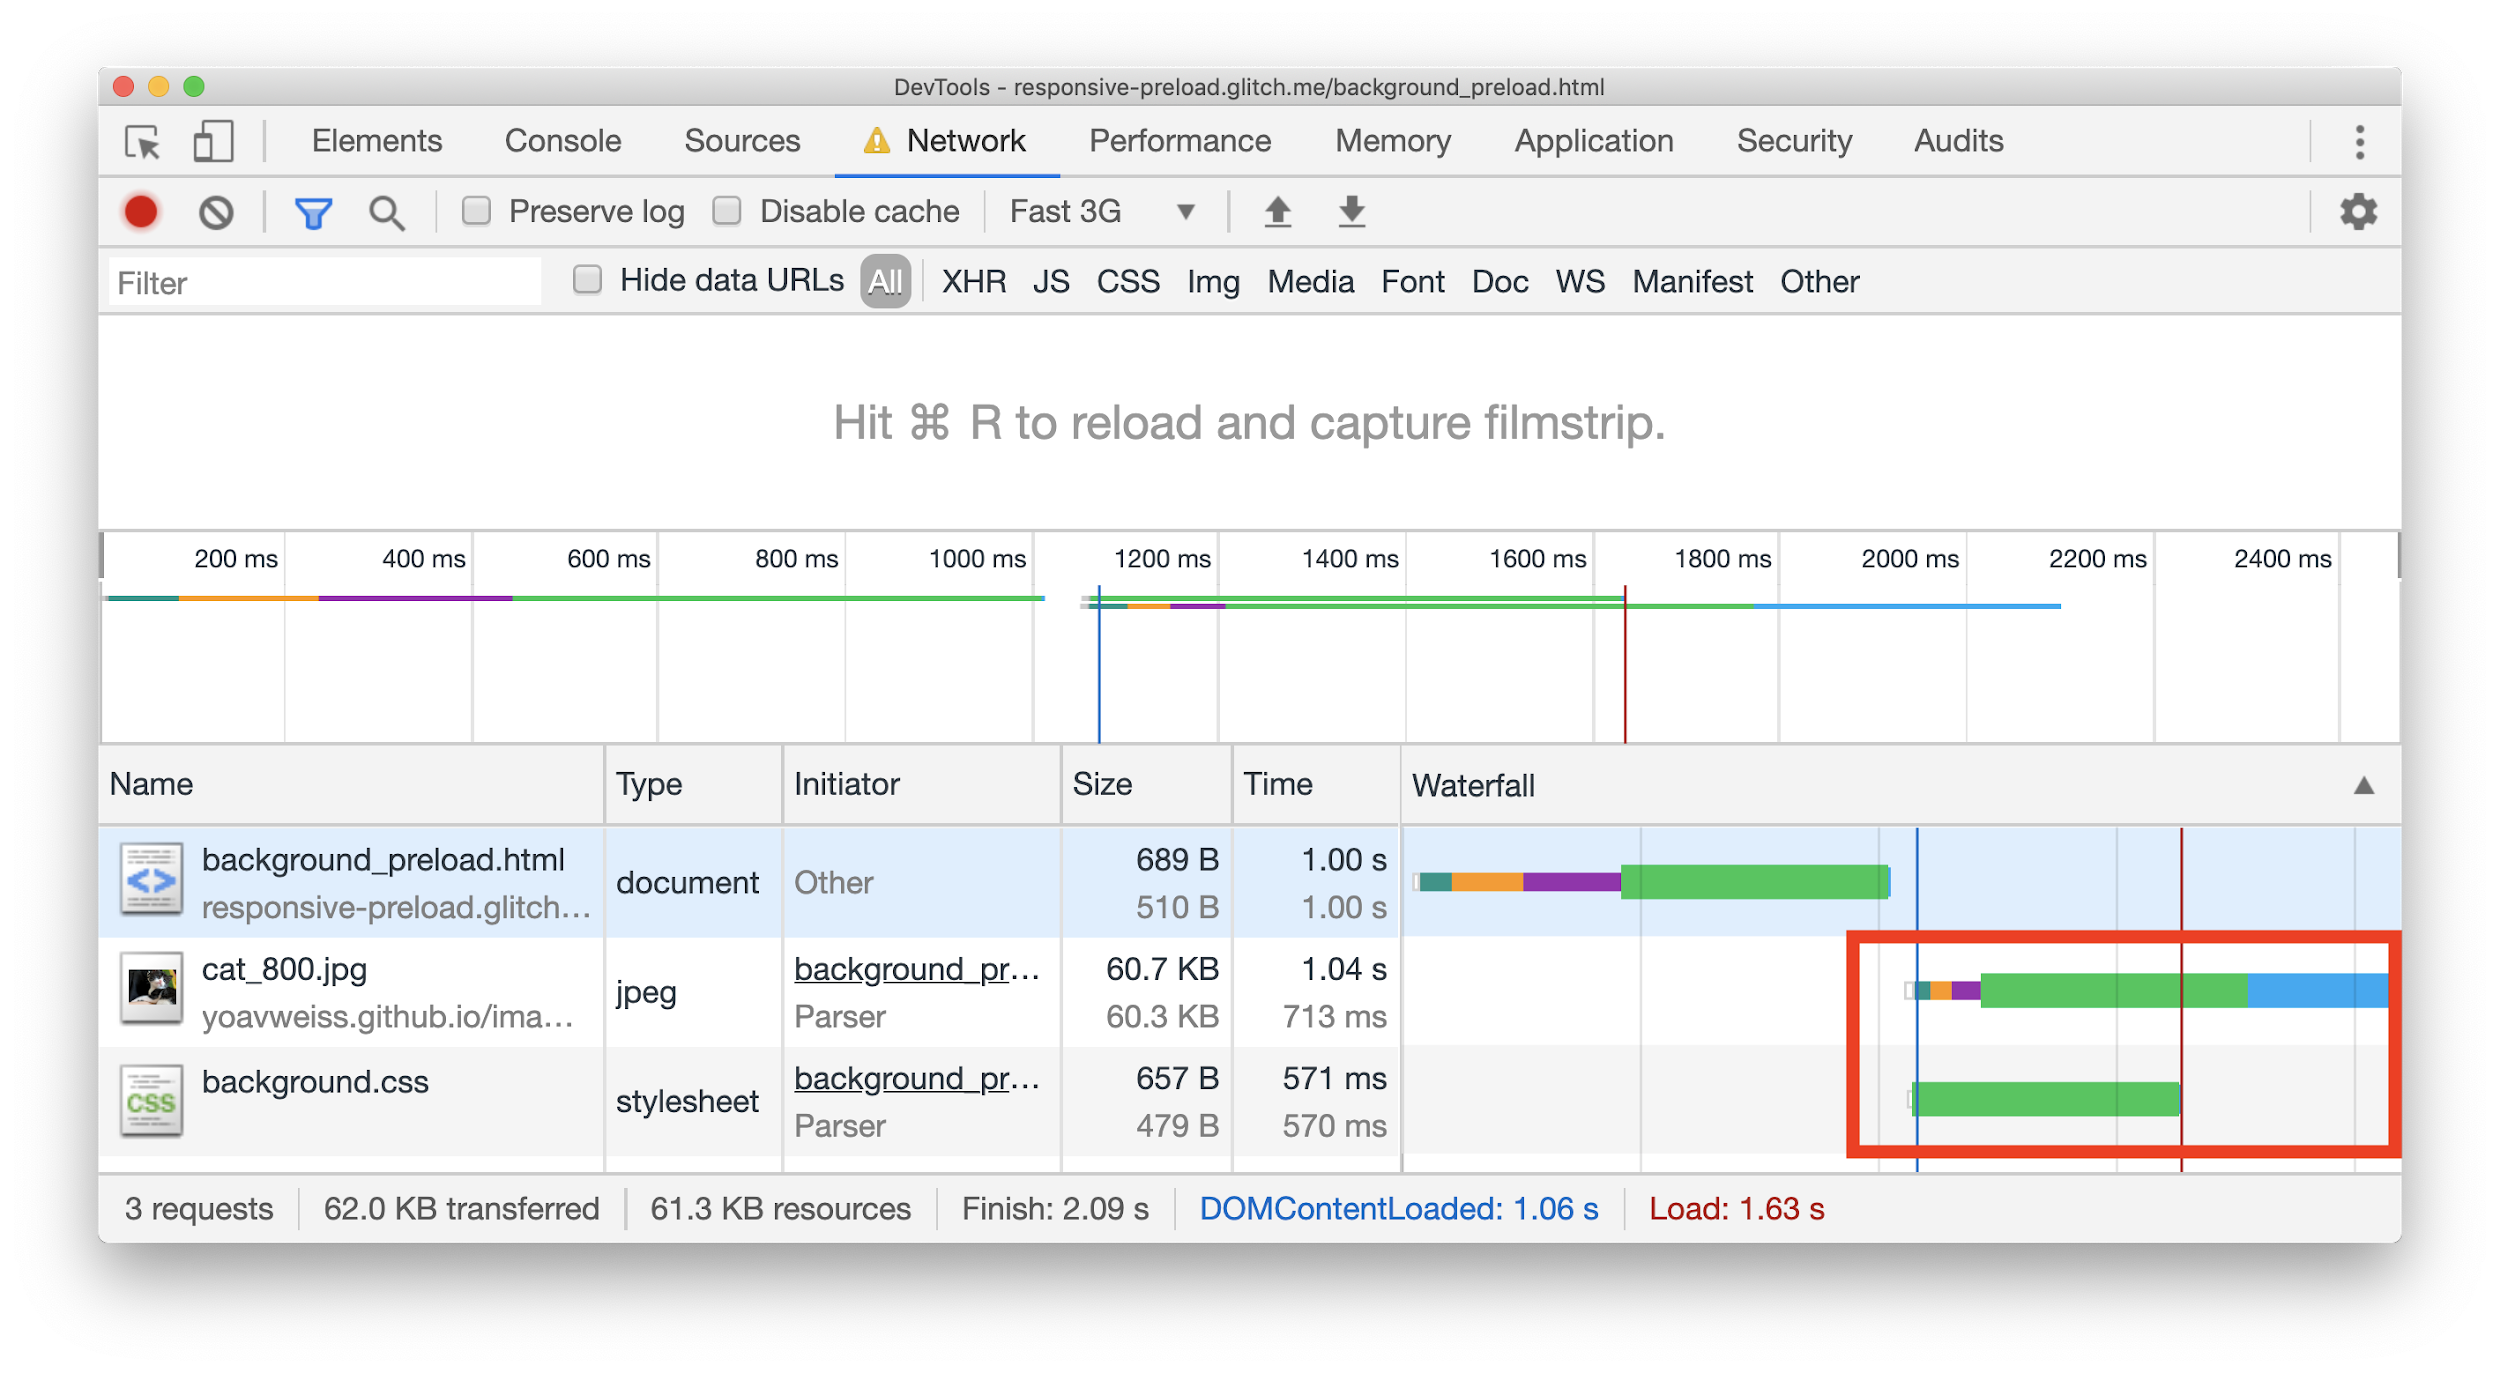 DevTools - responsive-preload.glitch.me/background_preload.html
Elements Console Sources Network Performance Memory Application Security Audits
Preserve log Disable cache Fast 3G
Filter Hide data URLs All XHR JS CSS Img Media Font Doc WS Manifest Other
Hit ⌘ R to reload and capture filmstrip.
200 ms 400 ms 600 ms 800 ms 1000 ms 1200 ms 1400 ms 1600 ms 1800 ms 2000 ms 2200 ms 2400 ms
Name Type Initiator Size Time Waterfall
background_preload.html document Other 689 B 1.00 s
responsive-preload.glitch... 510 B 1.00 s
cat_800.jpg jpeg background_pr... 60.7 KB 1.04 s
yoavweiss.github.io/ima... Parser 60.3 KB 713 ms
CSS background.css stylesheet background_pr... 657 B 571 ms
Parser 479 B 570 ms
3 requests 62.0 KB transferred 61.3 KB resources Finish: 2.09 s DOMContentLoaded: 1.06 s Load: 1.63 s